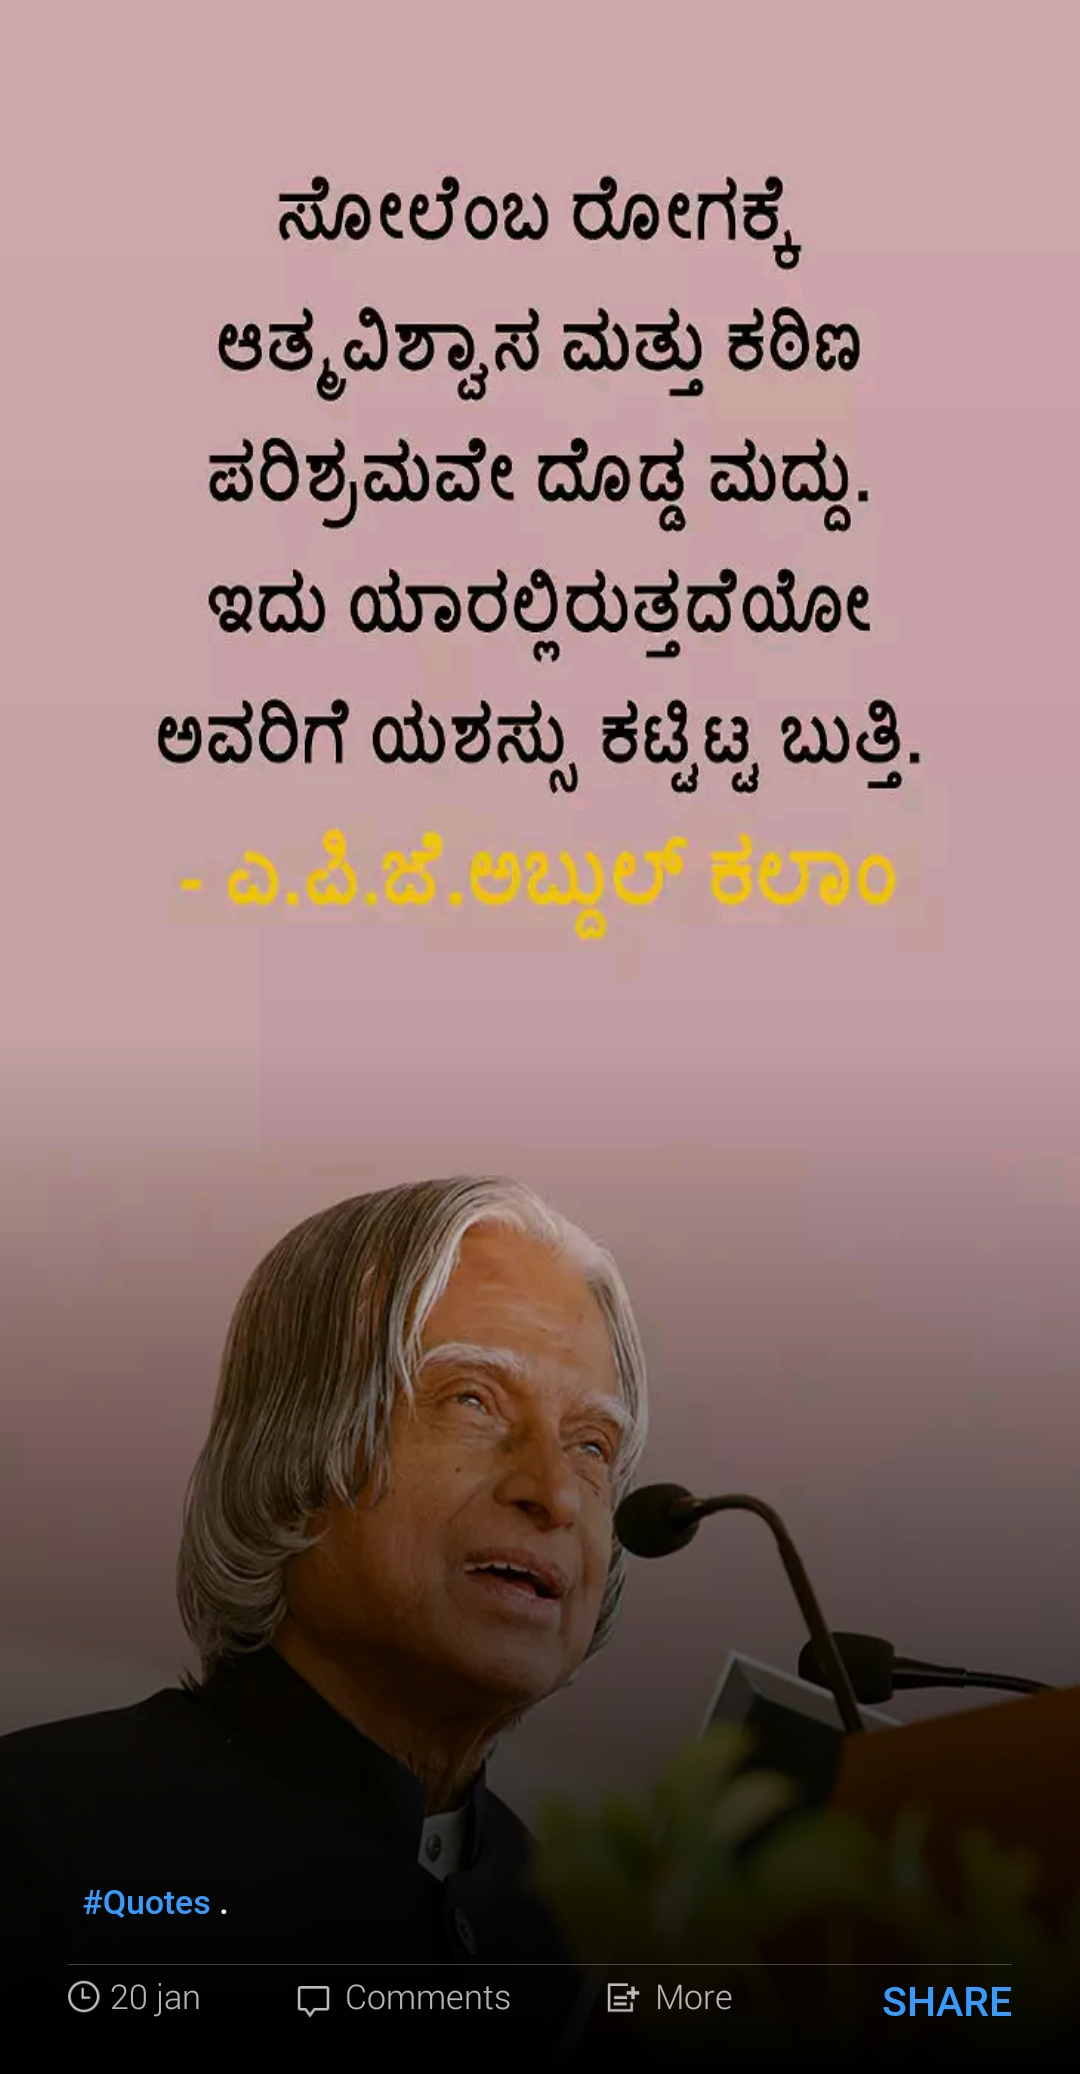 ಸೋಲೆಂಬ ರೋಗಕ್ಕೆ
ಆತ್ಮವಿಶ್ವಾಸ ಮತ್ತು ಕಠಿಣ
ಪರಿಶ್ರಮವೇ ದೊಡ್ಡ ಮದ್ದು.
ಇದು ಯಾರಲ್ಲಿರುತ್ತದೆಯೋ
ಅವರಿಗೆ ಯಶಸ್ಸು ಕಟ್ಟಿಟ್ಟ ಬುತ್ತಿ.
- ಎ.ಪಿ.ಜೆ.ಅಬ್ದುಲ್ ಕಲಾಂ
#Quotes .
20 jan Comments More SHARE